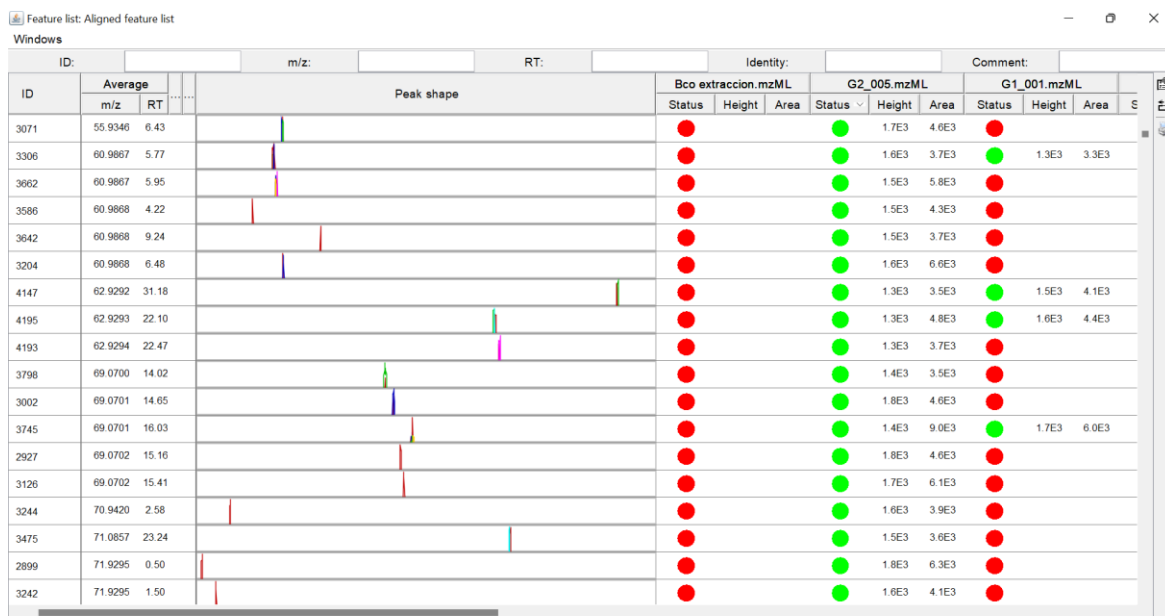 Feature list: Aligned feature list
Windows
ID: m/z: RT: Identity: Comment:
ID Average ... ... Peak shape Bco extraccion.mzML G2_005.mzML G1_001.mzML
m/z RT Status Height Area Status Height Area Status Height Area S
3071 55.9346 6.43 1.7E3 4.6E3
3306 60.9867 5.77 1.6E3 3.7E3 1.3E3 3.3E3
3662 60.9867 5.95 1.5E3 5.8E3
3586 60.9868 4.22 1.5E3 4.3E3
3642 60.9868 9.24 1.5E3 3.7E3
3204 60.9868 6.48 1.6E3 6.6E3
4147 62.9292 31.18 1.3E3 3.5E3 1.5E3 4.1E3
4195 62.9293 22.10 1.3E3 4.8E3 1.6E3 4.4E3
4193 62.9294 22.47 1.3E3 3.7E3
3798 69.0700 14.02 1.4E3 3.5E3
3002 69.0701 14.65 1.8E3 4.6E3
3745 69.0701 16.03 1.4E3 9.0E3 1.7E3 6.0E3
2927 69.0702 15.16 1.8E3 4.6E3
3126 69.0702 15.41 1.7E3 6.1E3
3244 70.9420 2.58 1.6E3 3.9E3
3475 71.0857 23.24 1.5E3 3.6E3
2899 71.9295 0.50 1.8E3 6.3E3
3242 71.9295 1.50 1.6E3 4.1E3